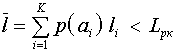 l̄ = ∑_{i=1}^{K} p(a_i) l_i < L_{рк}